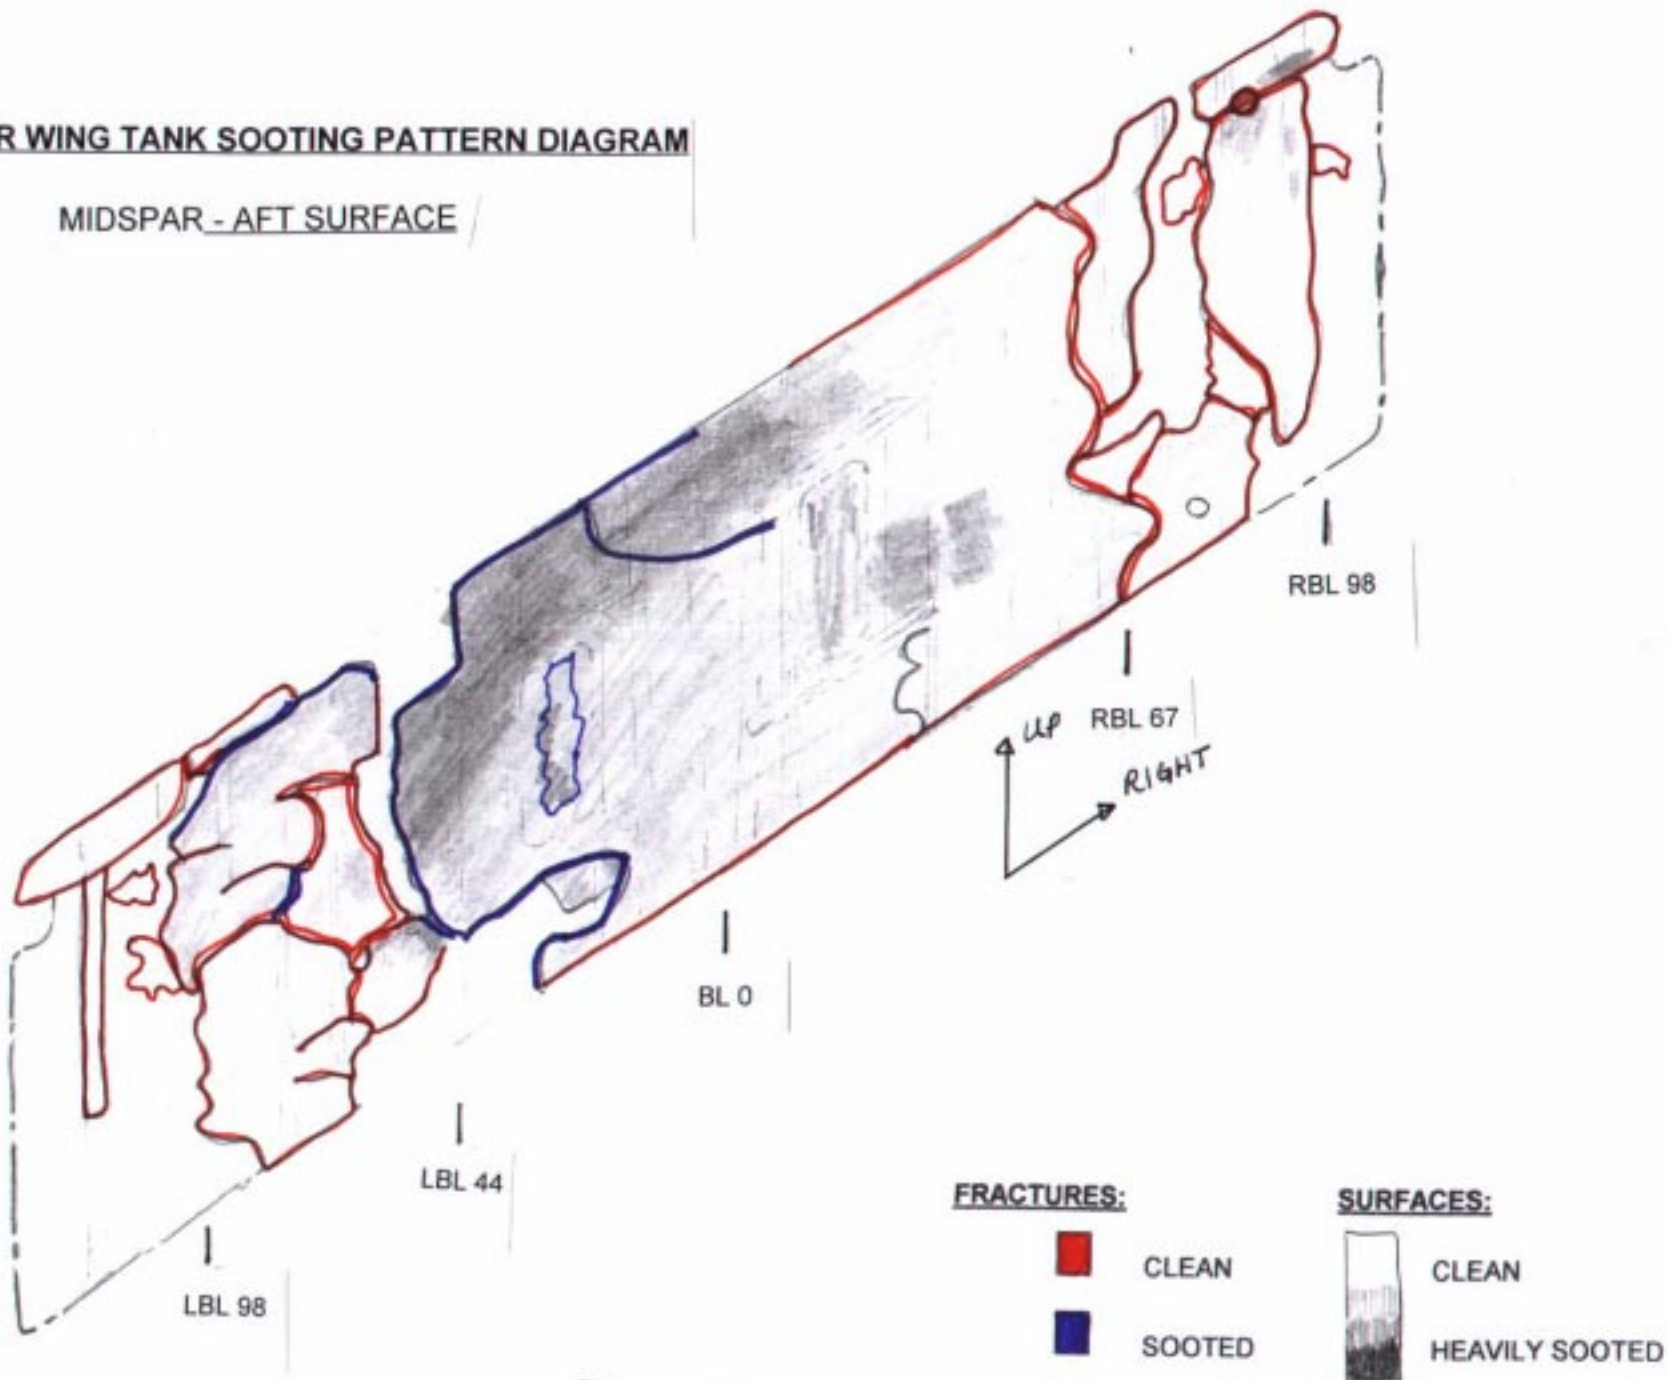 R WING TANK SOOTING PATTERN DIAGRAM
MIDSPAR - AFT SURFACE
RBL 98
RBL 67
UP
RIGHT
BL 0
LBL 44
LBL 98
FRACTURES:
CLEAN
SOOTED
SURFACES:
CLEAN
HEAVILY SOOTED